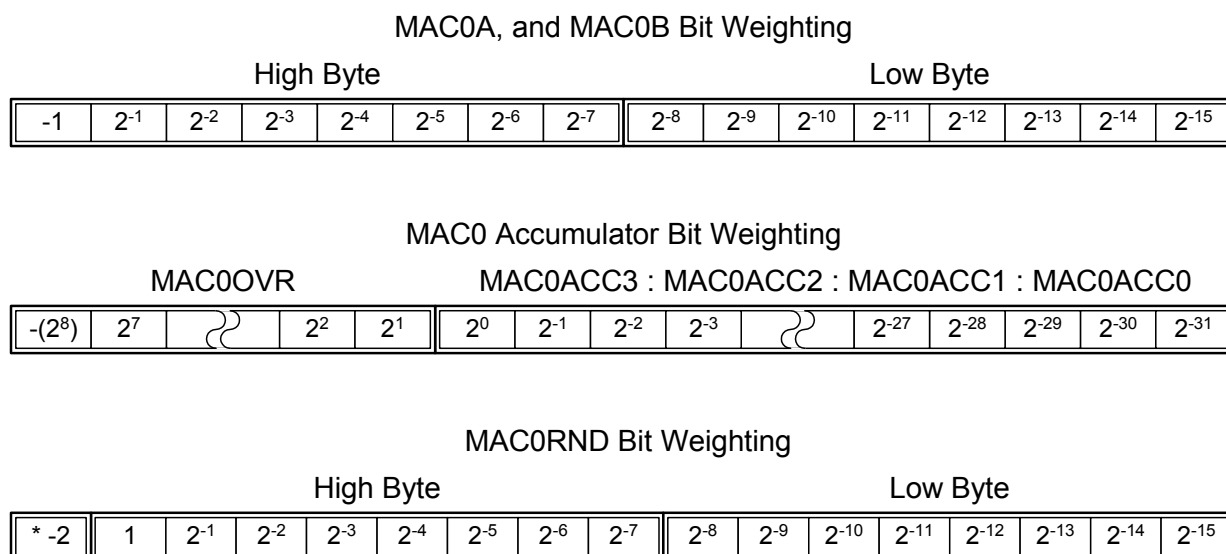 MAC0A, and MAC0B Bit Weighting
High Byte Low Byte
-1 2⁻¹ 2⁻² 2⁻³ 2⁻⁴ 2⁻⁵ 2⁻⁶ 2⁻⁷ 2⁻⁸ 2⁻⁹ 2⁻¹⁰ 2⁻¹¹ 2⁻¹² 2⁻¹³ 2⁻¹⁴ 2⁻¹⁵
MAC0 Accumulator Bit Weighting
MAC0OVR MAC0ACC3 : MAC0ACC2 : MAC0ACC1 : MAC0ACC0
-(2⁸) 2⁷ 2² 2¹ 2⁰ 2⁻¹ 2⁻² 2⁻³ 2⁻²⁷ 2⁻²⁸ 2⁻²⁹ 2⁻³⁰ 2⁻³¹
MAC0RND Bit Weighting
High Byte Low Byte
* -2 1 2⁻¹ 2⁻² 2⁻³ 2⁻⁴ 2⁻⁵ 2⁻⁶ 2⁻⁷ 2⁻⁸ 2⁻⁹ 2⁻¹⁰ 2⁻¹¹ 2⁻¹² 2⁻¹³ 2⁻¹⁴ 2⁻¹⁵